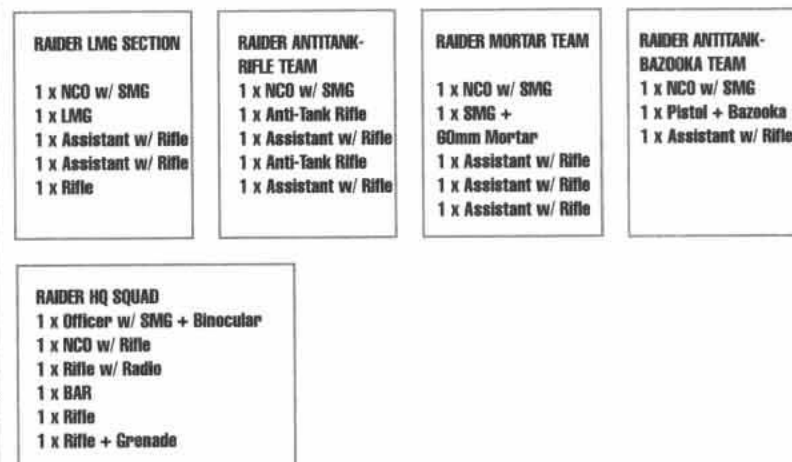 RAIDER LMG SECTION
1 x NCO w/ SMG
1 x LMG
1 x Assistant w/ Rifle
1 x Assistant w/ Rifle
1 x Rifle
RAIDER ANTITANK-
RIFLE TEAM
1 x NCO w/ SMG
1 x Anti-Tank Rifle
1 x Assistant w/ Rifle
1 x Anti-Tank Rifle
1 x Assistant w/ Rifle
RAIDER MORTAR TEAM
1 x NCO w/ SMG
1 x SMG +
60mm Mortar
1 x Assistant w/ Rifle
1 x Assistant w/ Rifle
1 x Assistant w/ Rifle
RAIDER ANTITANK-
BAZOOKA TEAM
1 x NCO w/ SMG
1 x Pistol + Bazooka
1 x Assistant w/ Rifle
RAIDER HQ SQUAD
1 x Officer w/ SMG + Binocular
1 x NCO w/ Rifle
1 x Rifle w/ Radio
1 x BAR
1 x Rifle
1 x Rifle + Grenade